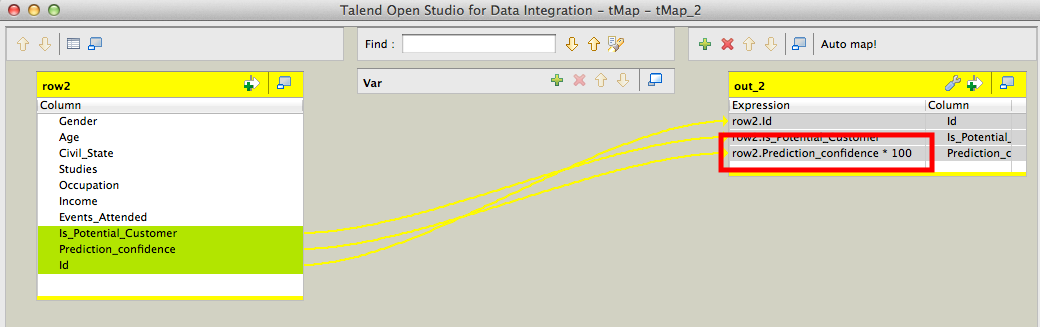 Talend Open Studio for Data Integration - tMap - tMap_2
Find :
Auto map!
row2
Column
Gender
Age
Civil_State
Studies
Occupation
Income
Events_Attended
Is_Potential_Customer
Prediction_confidence
Id
Var
out_2
Expression Column
row2.Id Id
row2.Is_Potential_Customer Is_Potential_
row2.Prediction_confidence * 100 Prediction_c